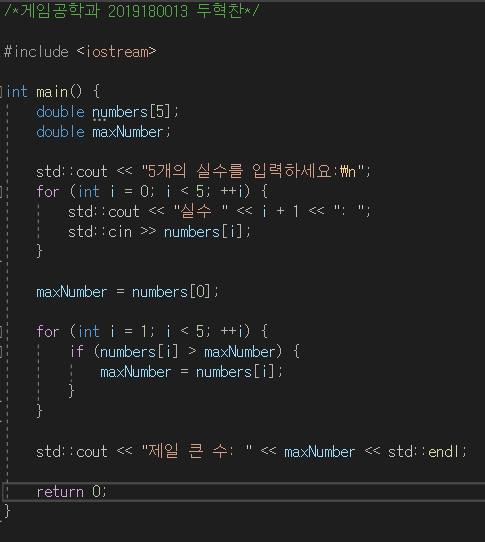 /*게임공학과 2019180013 두혁찬*/
#include <iostream>
int main() {
double numbers[5];
double maxNumber;
std::cout << "5개의 실수를 입력하세요:₩n";
for (int i = 0; i < 5; ++i) {
std::cout << "실수 " << i + 1 << ": ";
std::cin >> numbers[i];
}
maxNumber = numbers[0];
for (int i = 1; i < 5; ++i) {
if (numbers[i] > maxNumber) {
maxNumber = numbers[i];
}
}
std::cout << "제일 큰 수: " << maxNumber << std::endl;
return 0;
}